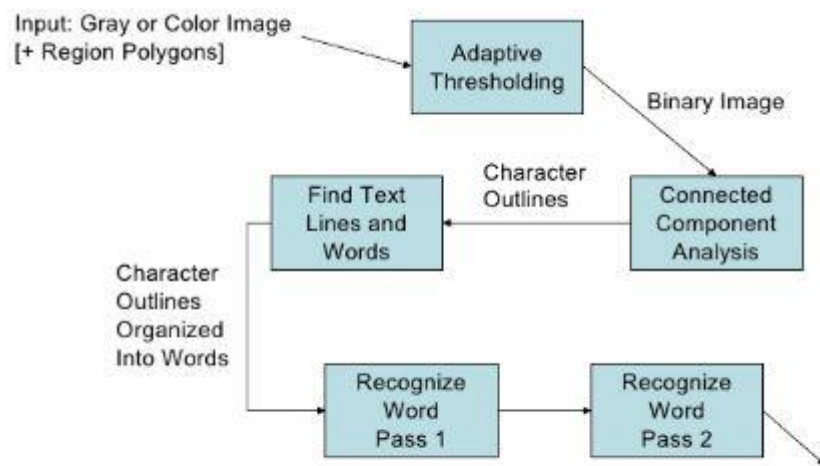 Input: Gray or Color Image
[+ Region Polygons]
Adaptive
Thresholding
Binary Image
Connected
Component
Analysis
Character
Outlines
Find Text
Lines and
Words
Character
Outlines
Organized
Into Words
Recognize
Word
Pass 1
Recognize
Word
Pass 2